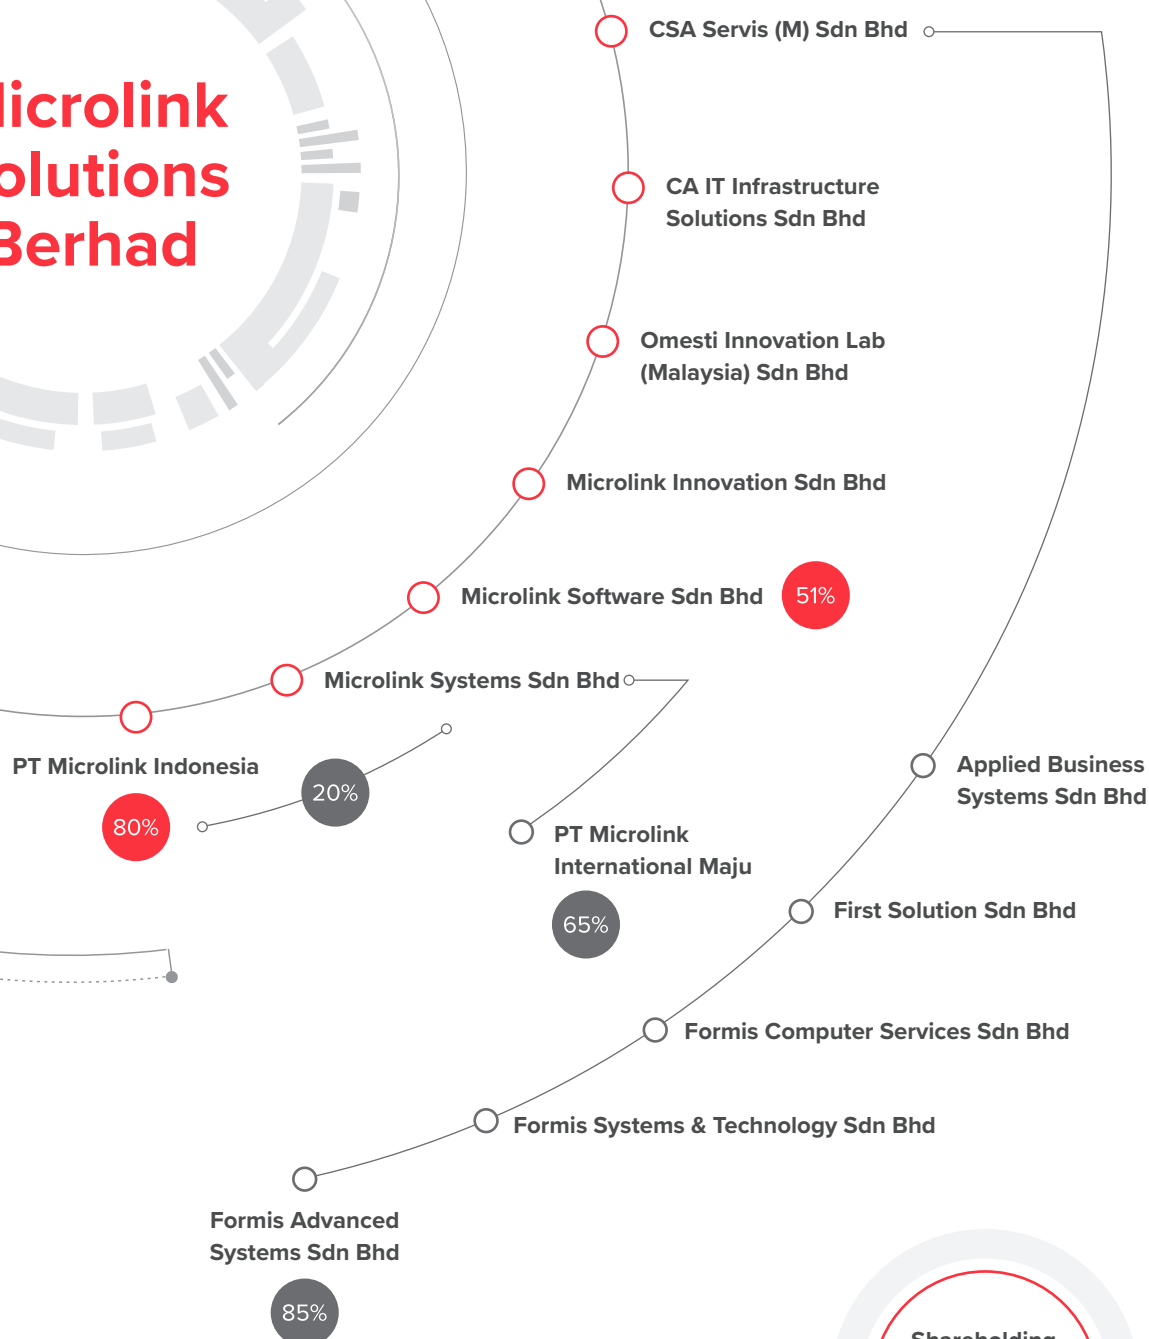 CSA Servis (M) Sdn Bhd
icrolink
olutions
Berhad
CA IT Infrastructure
Solutions Sdn Bhd
Omesti Innovation Lab
(Malaysia) Sdn Bhd
Microlink Innovation Sdn Bhd
Microlink Software Sdn Bhd
51%
Microlink Systems Sdn Bhd
PT Microlink Indonesia
80%
20%
Applied Business
Systems Sdn Bhd
PT Microlink
International Maju
65%
First Solution Sdn Bhd
Formis Computer Services Sdn Bhd
Formis Systems & Technology Sdn Bhd
Formis Advanced
Systems Sdn Bhd
85%
Shareholding